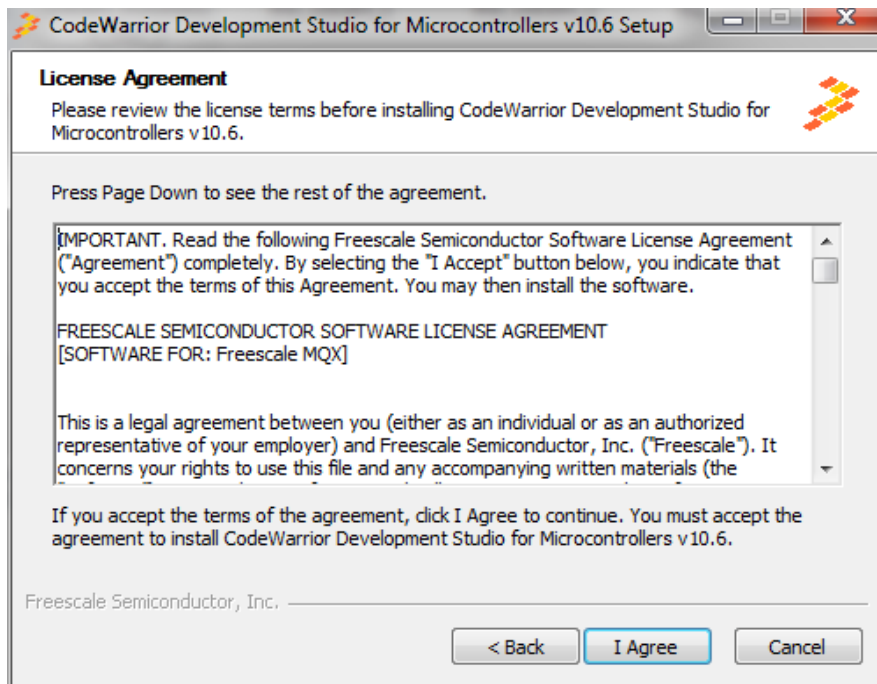 CodeWarrior Development Studio for Microcontrollers v10.6 Setup
License Agreement
Please review the license terms before installing CodeWarrior Development Studio for
Microcontrollers v10.6.
Press Page Down to see the rest of the agreement.
IMPORTANT. Read the following Freescale Semiconductor Software License Agreement
("Agreement") completely. By selecting the "I Accept" button below, you indicate that
you accept the terms of this Agreement. You may then install the software.
FREESCALE SEMICONDUCTOR SOFTWARE LICENSE AGREEMENT
[SOFTWARE FOR: Freescale MQX]
This is a legal agreement between you (either as an individual or as an authorized
representative of your employer) and Freescale Semiconductor, Inc. ("Freescale"). It
concerns your rights to use this file and any accompanying written materials (the
If you accept the terms of the agreement, click I Agree to continue. You must accept the
agreement to install CodeWarrior Development Studio for Microcontrollers v10.6.
Freescale Semiconductor, Inc.
< Back
I Agree
Cancel